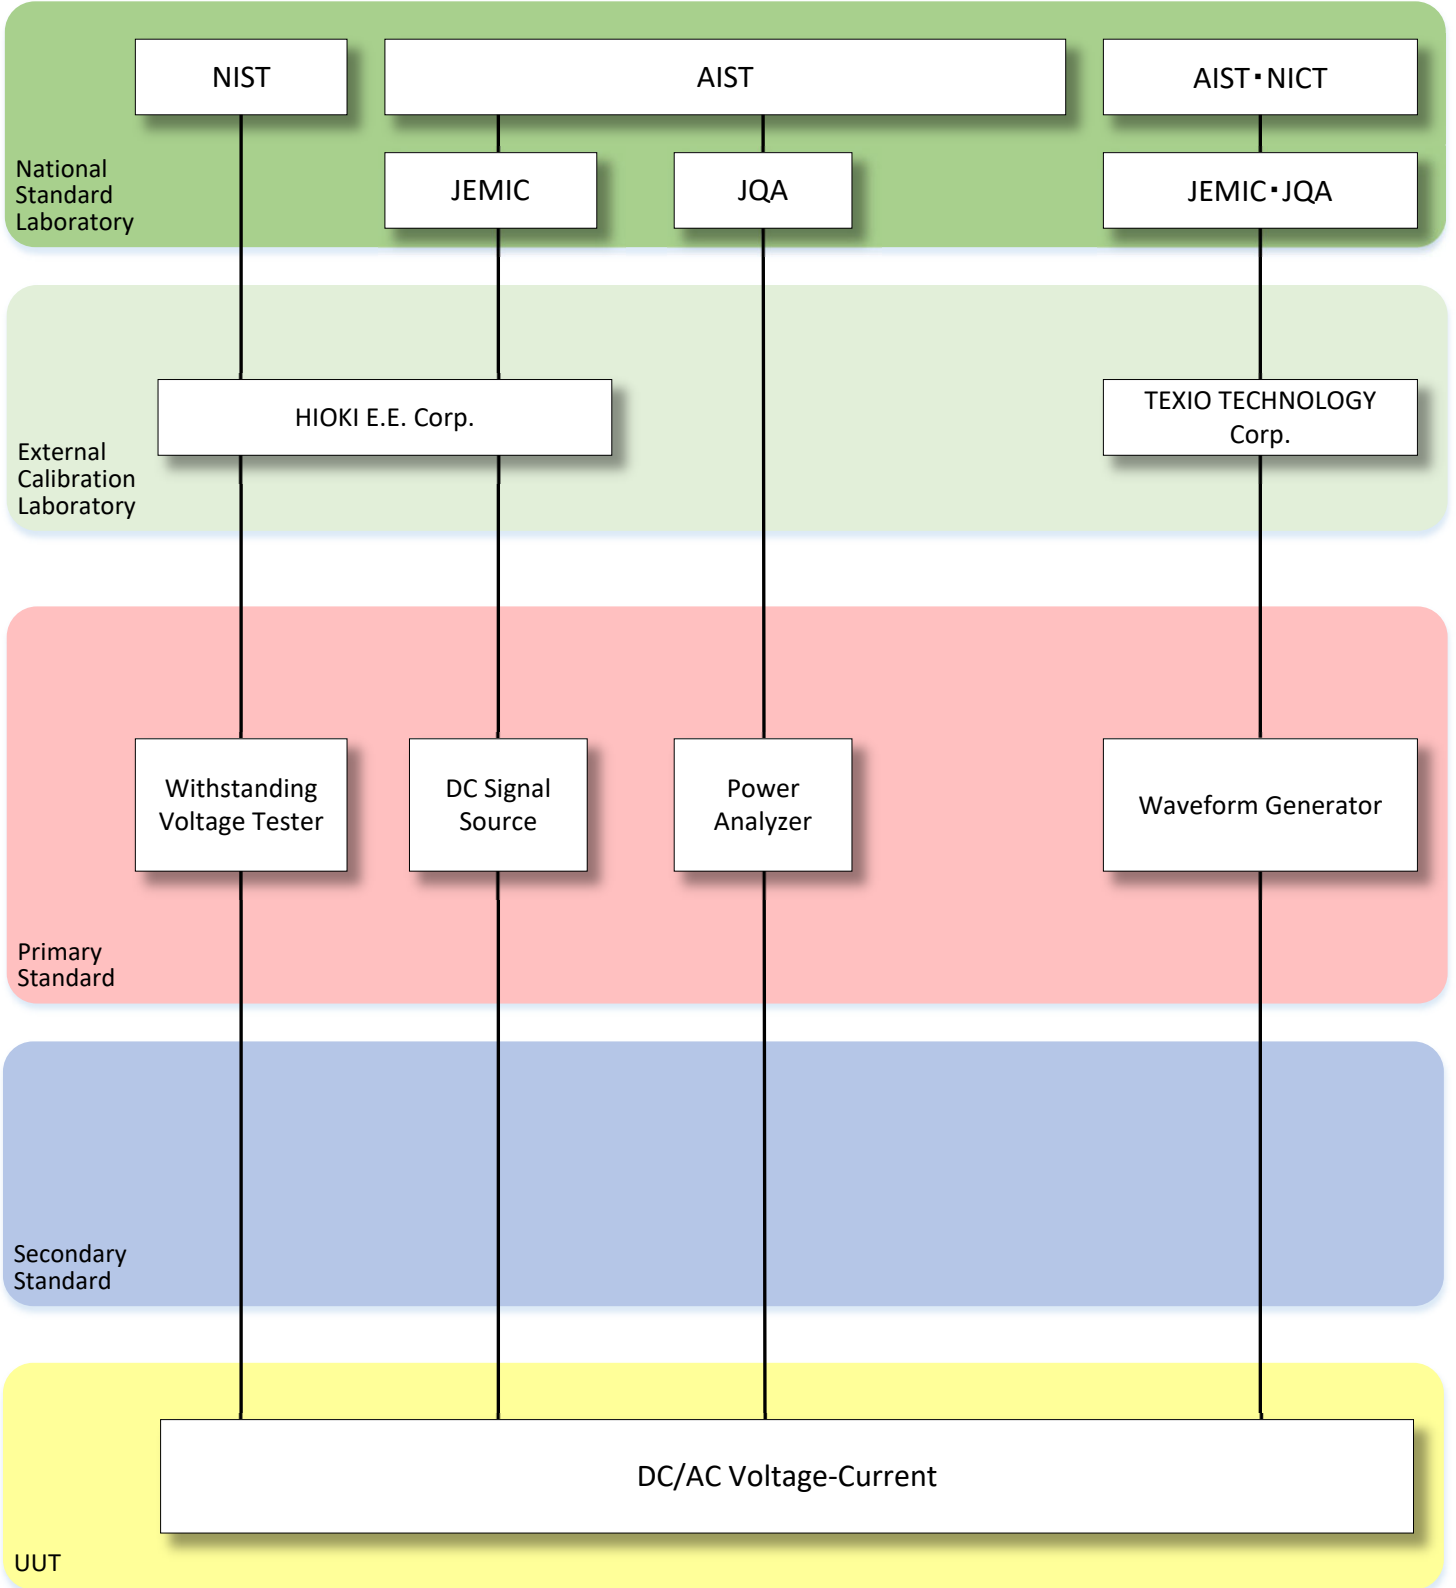 NIST
AIST
AIST・NICT
National
Standard
Laboratory
JEMIC
JQA
JEMIC・JQA
HIOKI E.E. Corp.
TEXIO TECHNOLOGY
Corp.
External
Calibration
Laboratory
Withstanding
Voltage Tester
DC Signal
Source
Power
Analyzer
Waveform Generator
Primary
Standard
Secondary
Standard
DC/AC Voltage-Current
UUT